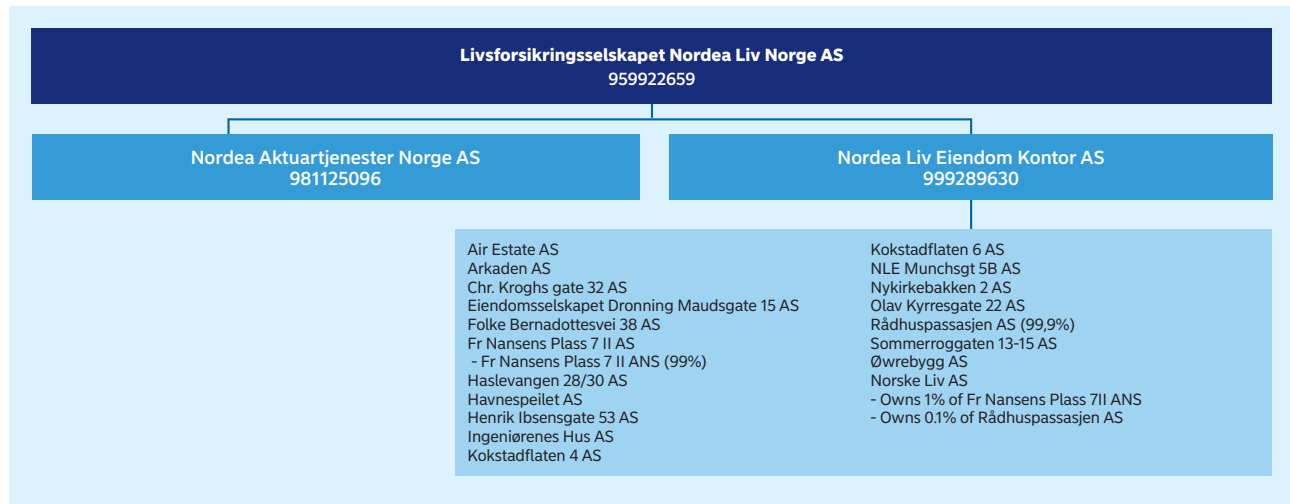 Livsforsikringsselskapet Nordea Liv Norge AS
959922659
Nordea Aktuartjenester Norge AS
981125096
Nordea Liv Eiendom Kontor AS
999289630
Air Estate AS
Arkaden AS
Chr. Kroghs gate 32 AS
Eiendomsselskapet Dronning Maudsgate 15 AS
Folke Bernadottesvei 38 AS
Fr Nansens Plass 7 II AS
- Fr Nansens Plass 7 II ANS (99%)
Haslevangen 28/30 AS
Havnespeilet AS
Henrik Ibsensgate 53 AS
Ingeniørenes Hus AS
Kokstadflaten 4 AS
Kokstadflaten 6 AS
NLE Munchsgt 5B AS
Nykirkebakken 2 AS
Olav Kyrresgate 22 AS
Rådhuspassasjen AS (99,9%)
Sommerroggaten 13-15 AS
Øwrebygg AS
Norske Liv AS
- Owns 1% of Fr Nansens Plass 7II ANS
- Owns 0.1% of Rådhuspassasjen AS